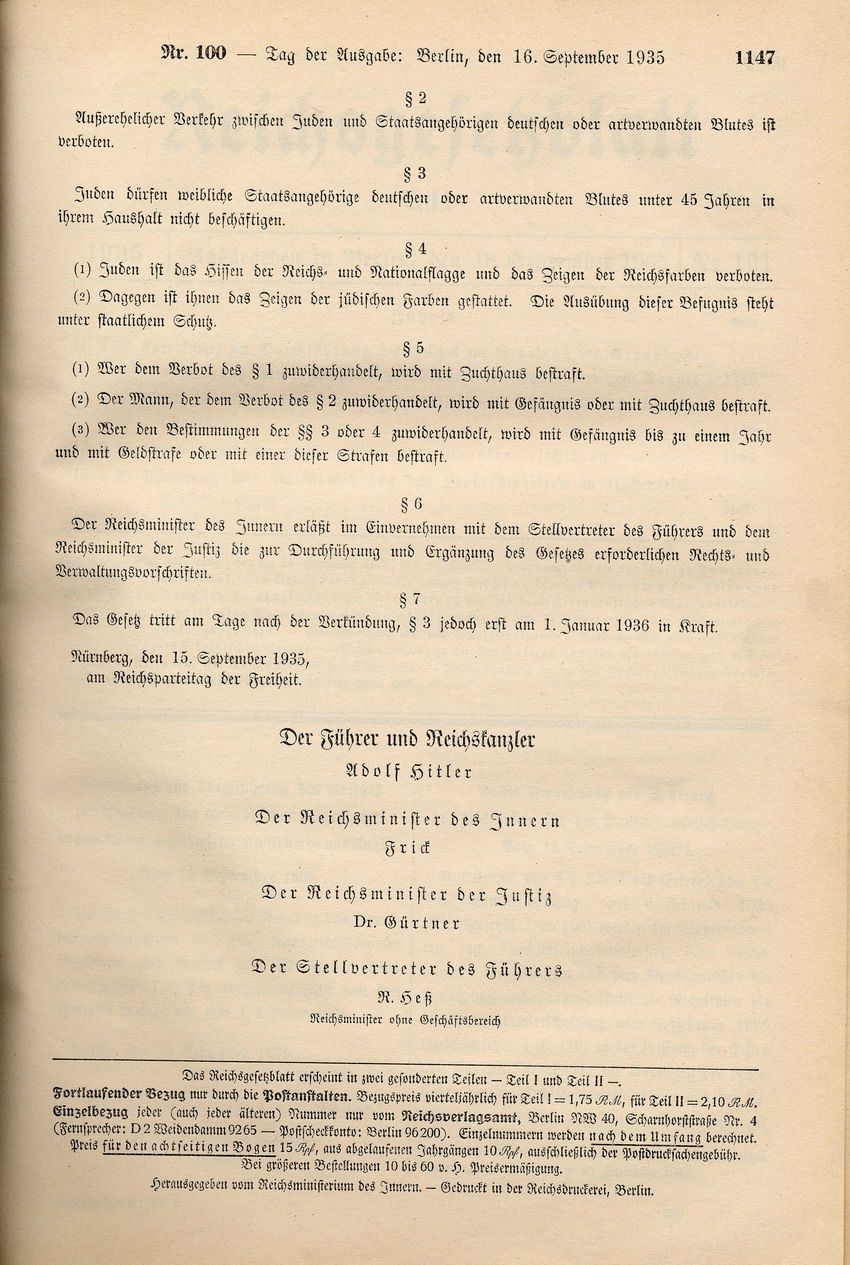 Nr. 100 — Tag der Ausgabe: Berlin, den 16. September 1935 1147
§ 2
Außerehelicher Verkehr zwischen Juden und Staatsangehörigen deutschen oder artverwandten Blutes ist
verboten.
§ 3
Juden dürfen weibliche Staatsangehörige deutschen oder artverwandten Blutes unter 45 Jahren in
ihrem Haushalt nicht beschäftigen.
§ 4
(1) Juden ist das Hissen der Reichs- und Nationalflagge und das Zeigen der Reichsfarben verboten.
(2) Dagegen ist ihnen das Zeigen der jüdischen Farben gestattet. Die Ausübung dieser Befugnis steht
unter staatlichem Schutz.
§ 5
(1) Wer dem Verbot des § 1 zuwiderhandelt, wird mit Zuchthaus bestraft.
(2) Der Mann, der dem Verbot des § 2 zuwiderhandelt, wird mit Gefängnis oder mit Zuchthaus bestraft.
(3) Wer den Bestimmungen der §§ 3 oder 4 zuwiderhandelt, wird mit Gefängnis bis zu einem Jahr
und mit Geldstrafe oder mit einer dieser Strafen bestraft.
§ 6
Der Reichsminister des Innern erläßt im Einvernehmen mit dem Stellvertreter des Führers und dem
Reichsminister der Justiz die zur Durchführung und Ergänzung des Gesetzes erforderlichen Rechts- und
Verwaltungsvorschriften.
§ 7
Das Gesetz tritt am Tage nach der Verkündung, § 3 jedoch erst am 1. Januar 1936 in Kraft.
Nürnberg, den 15. September 1935,
am Reichsparteitag der Freiheit.
Der Führer und Reichskanzler
Adolf Hitler
Der Reichsminister des Innern
Frick
Der Reichsminister der Justiz
Dr. Gürtner
Der Stellvertreter des Führers
R. Heß
Reichsminister ohne Geschäftsbereich
Das Reichsgesetzblatt erscheint in zwei gesonderten Teilen — Teil I und Teil II —.
Fortlaufender Bezug nur durch die Postanstalten. Bezugspreis vierteljährlich für Teil I = 1,75 RM, für Teil II = 2,10 RM.
Einzelbezug jeder (auch jeder älteren) Nummer nur vom Reichsverlagsamt, Berlin NW 40, Scharnhorststraße Nr. 4
(Fernsprecher: D 2 Weidendamm 9265 — Postscheckkonto: Berlin 96200). Einzelnummern werden nach dem Umfang berechnet.
Preis für den achtseitigen Bogen 15 Rpf, aus abgelaufenen Jahrgängen 10 Rpf, ausschließlich der Postdrucksachengebühr.
Bei größeren Bestellungen 10 bis 60 v. H. Preisermäßigung.
Herausgegeben vom Reichsministerium des Innern. — Gedruckt in der Reichsdruckerei, Berlin.